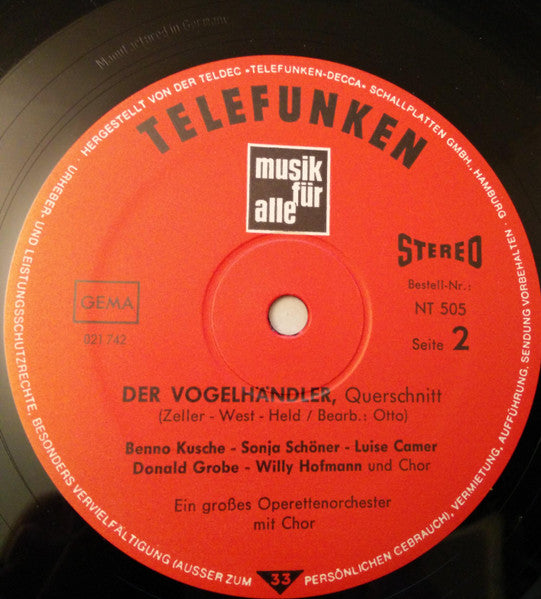 Manufactured in Germany
HERGESTELLT VON DER TELDEC »TELEFUNKEN-DECCA« SCHALLPLATTEN GMBH., HAMBURG · URHEBER- UND LEISTUNGSSCHUTZRECHTE, BESONDERS VERVIELFÄLTIGUNG (AUSSER ZUM PERSÖNLICHEN GEBRAUCH), VERMIETUNG, AUFFÜHRUNG, SENDUNG VORBEHALTEN ·
TELEFUNKEN
musik
für
alle
STEREO
Bestell-Nr.:
NT 505
Seite 2
GEMA
021 742
DER VOGELHÄNDLER, Querschnitt
(Zeller - West - Held / Bearb.: Otto)
Benno Kusche - Sonja Schöner - Luise Camer
Donald Grobe - Willy Hofmann und Chor
Ein großes Operettenorchester
mit Chor
33